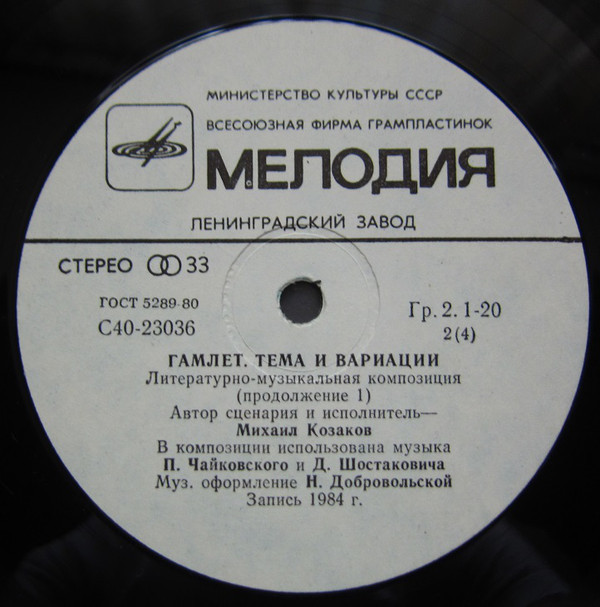 МИНИСТЕРСТВО КУЛЬТУРЫ СССР
ВСЕСОЮЗНАЯ ФИРМА ГРАМПЛАСТИНОК
МЕЛОДИЯ
ЛЕНИНГРАДСКИЙ ЗАВОД
СТЕРЕО 33
ГОСТ 5289-80
С40-23036
Гр. 2. 1-20
2(4)
ГАМЛЕТ. ТЕМА И ВАРИАЦИИ
Литературно-музыкальная композиция
(продолжение 1)
Автор сценария и исполнитель—
Михаил Козаков
В композиции использована музыка
П. Чайковского и Д. Шостаковича
Муз. оформление Н. Добровольской
Запись 1984 г.